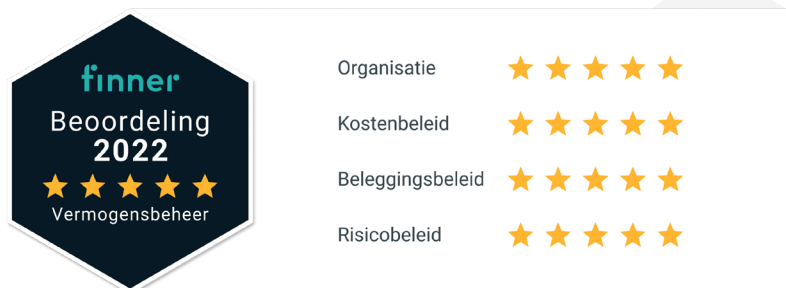 finner
Beoordeling
2022
Vermogensbeheer
Organisatie
Kostenbeleid
Beleggingsbeleid
Risicobeleid